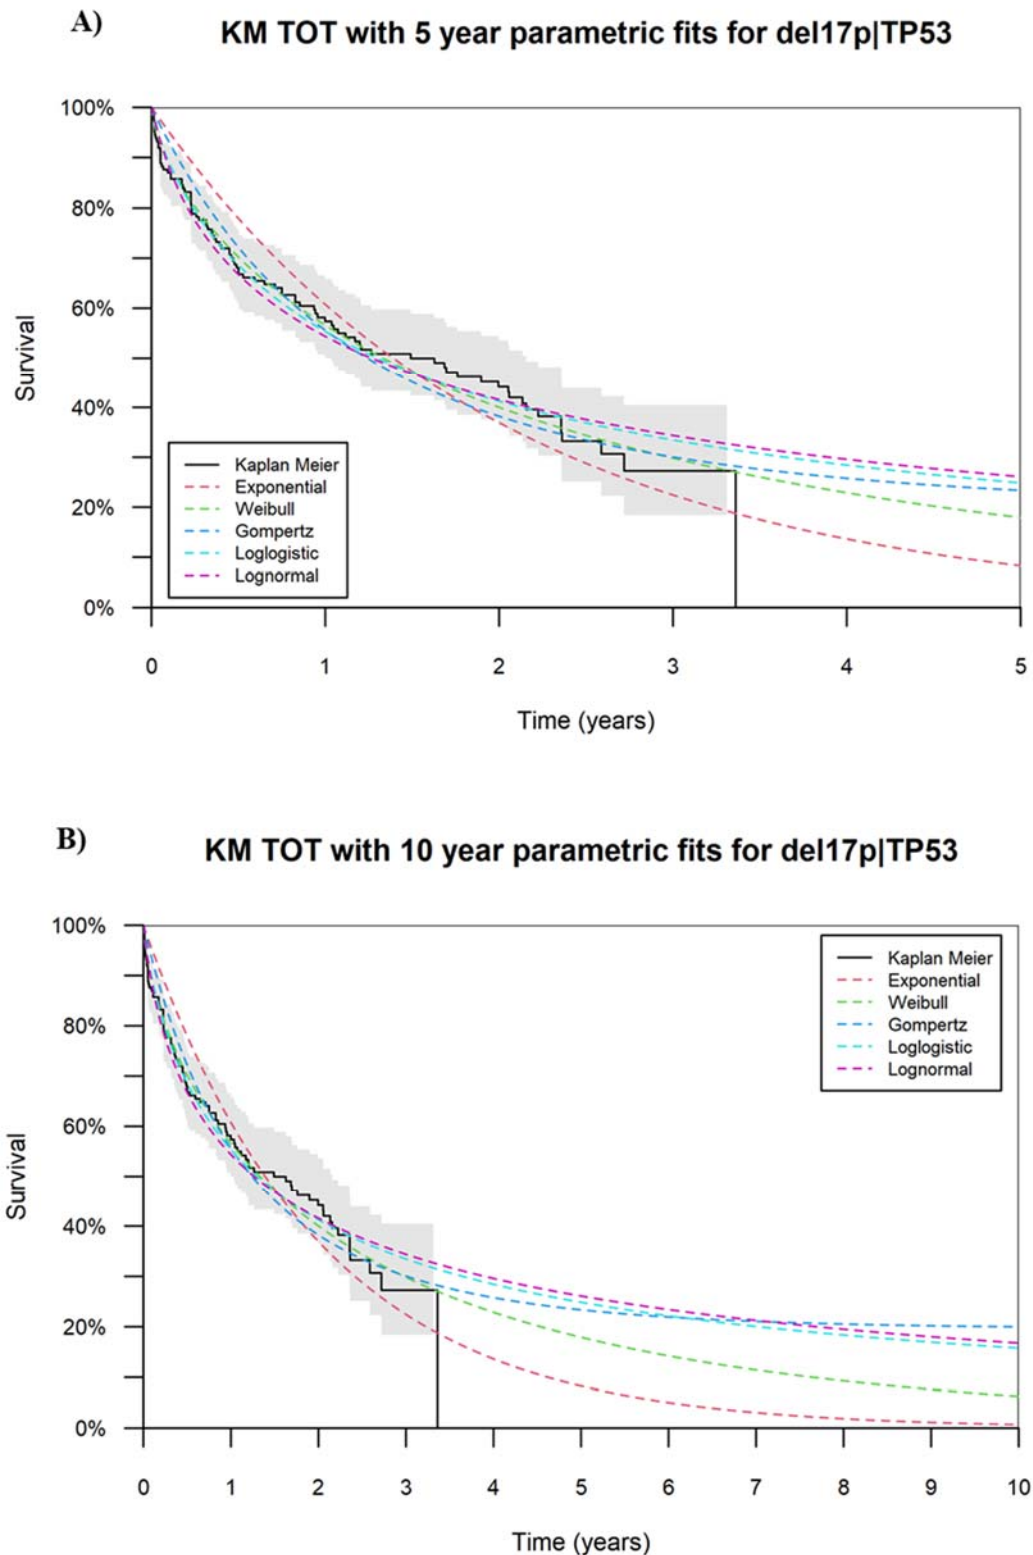 A)
KM TOT with 5 year parametric fits for del17p|TP53
100%
80%
60%
40%
20%
0%
Survival
Kaplan Meier
Exponential
Weibull
Gompertz
Loglogistic
Lognormal
0 1 2 3 4 5
Time (years)
B)
KM TOT with 10 year parametric fits for del17p|TP53
100%
80%
60%
40%
20%
0%
Survival
Kaplan Meier
Exponential
Weibull
Gompertz
Loglogistic
Lognormal
0 1 2 3 4 5 6 7 8 9 10
Time (years)